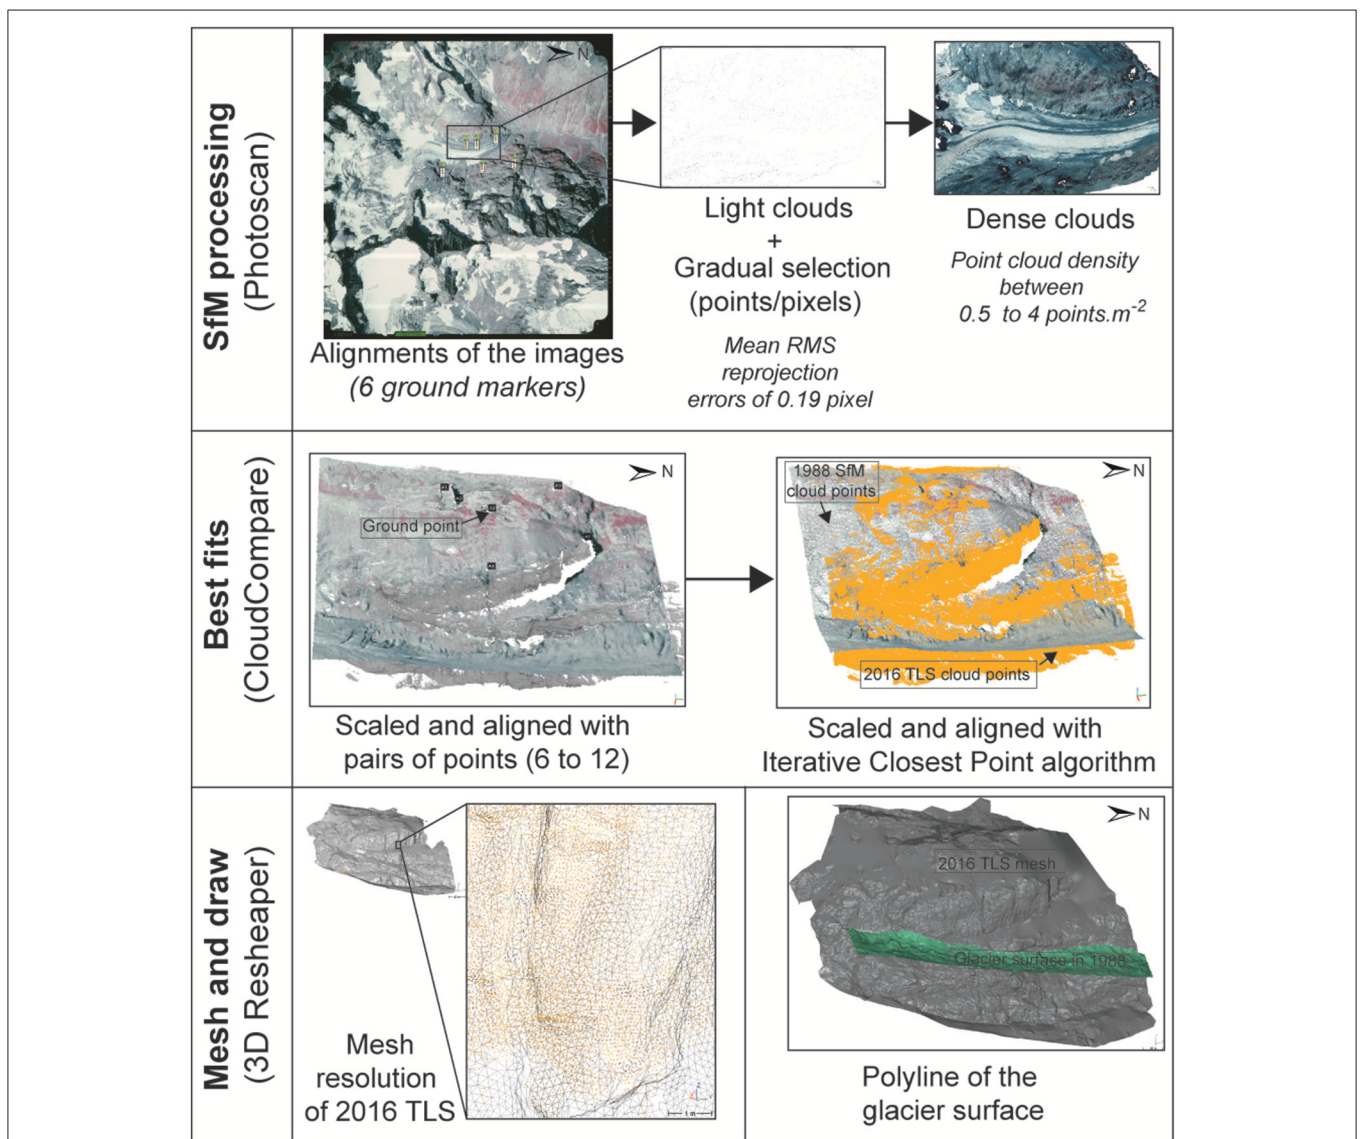 SfM processing
(Photoscan)
N
Alignments of the images
(6 ground markers)
Light clouds
+
Gradual selection
(points/pixels)
Mean RMS
reprojection
errors of 0.19 pixel
Dense clouds
Point cloud density
between
0.5 to 4 points.m-2
Best fits
(CloudCompare)
N
Ground point
Scaled and aligned with
pairs of points (6 to 12)
N
1988 SfM
cloud points
2016 TLS cloud points
Scaled and aligned with
Iterative Closest Point algorithm
Mesh and draw
(3D Resheaper)
Mesh
resolution
of 2016 TLS
1 m
N
2016 TLS mesh
Glacier surface in 1988
Polyline of the
glacier surface